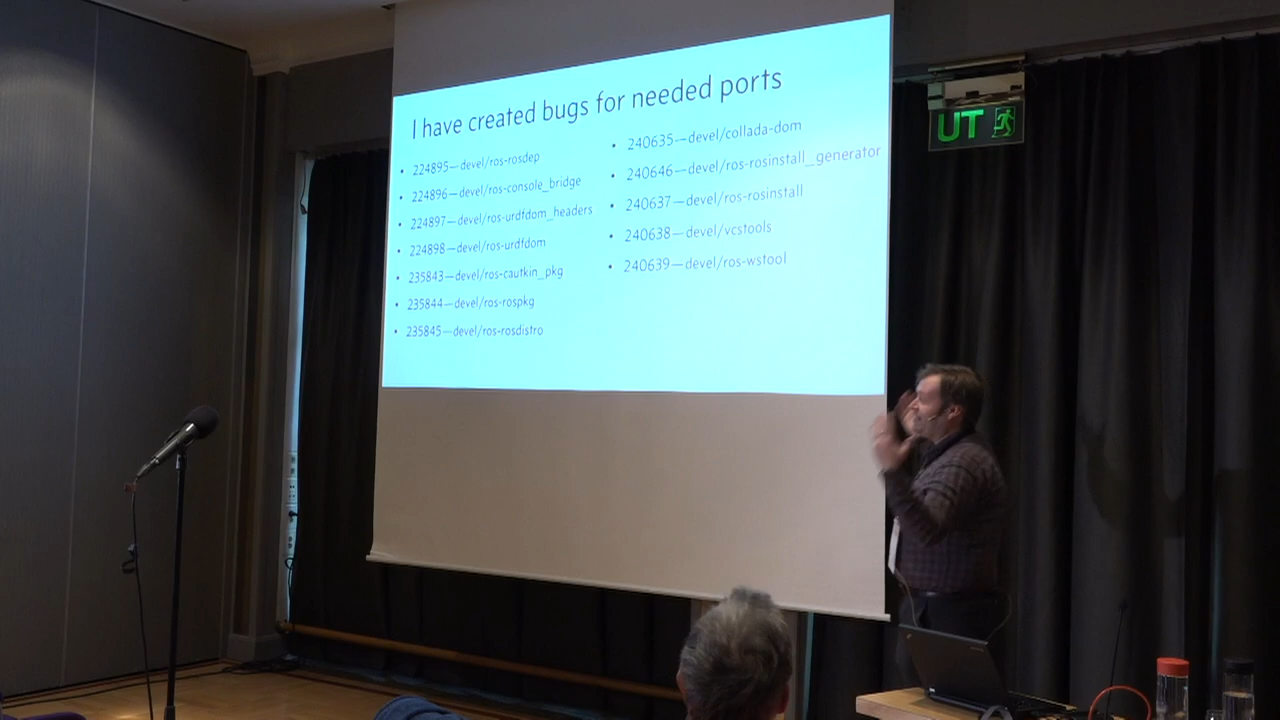 I have created bugs for needed ports
• 224895—devel/ros-rosdep
• 224896—devel/ros-console_bridge
• 224897—devel/ros-urdfdom_headers
• 224898—devel/ros-urdfdom
• 235843—devel/ros-cautkin_pkg
• 235844—devel/ros-rospkg
• 235845—devel/ros-rosdistro
• 240635—devel/collada-dom
• 240646—devel/ros-rosinstall_generator
• 240637—devel/ros-rosinstall
• 240638—devel/vcstools
• 240639—devel/ros-wstool
UT